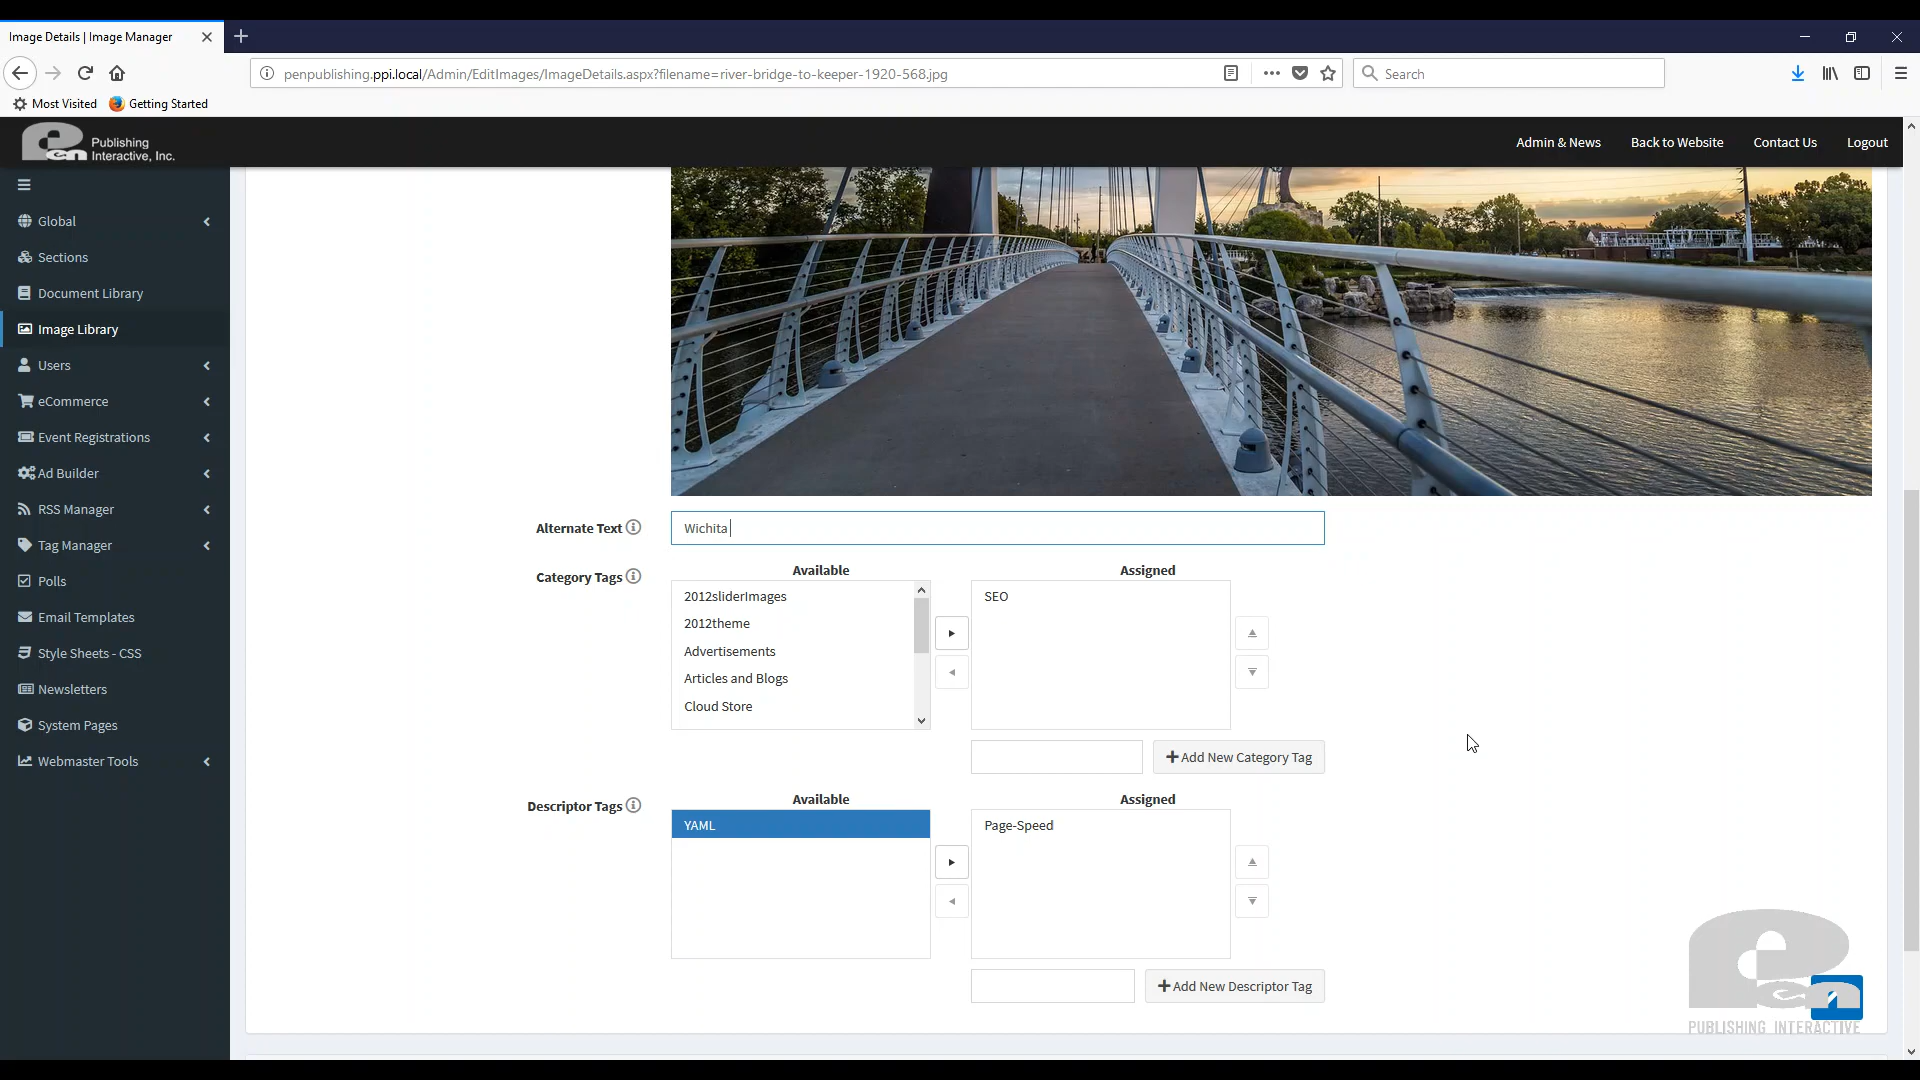 Image Details | Image Manager
penpublishing.ppi.local/Admin/EditImages/ImageDetails.aspx?filename=river-bridge-to-keeper-1920-568.jpg
Search
Most Visited
Getting Started
pen Publishing Interactive, Inc.
Admin & News
Back to Website
Contact Us
Logout
Global
Sections
Document Library
Image Library
Users
eCommerce
Event Registrations
Ad Builder
RSS Manager
Tag Manager
Polls
Email Templates
Style Sheets - CSS
Newsletters
System Pages
Webmaster Tools
Alternate Text
Wichita
Category Tags
Available
Assigned
2012sliderImages
2012theme
Advertisements
Articles and Blogs
Cloud Store
SEO
Add New Category Tag
Descriptor Tags
Available
Assigned
YAML
Page-Speed
Add New Descriptor Tag
pen
PUBLISHING INTERACTIVE